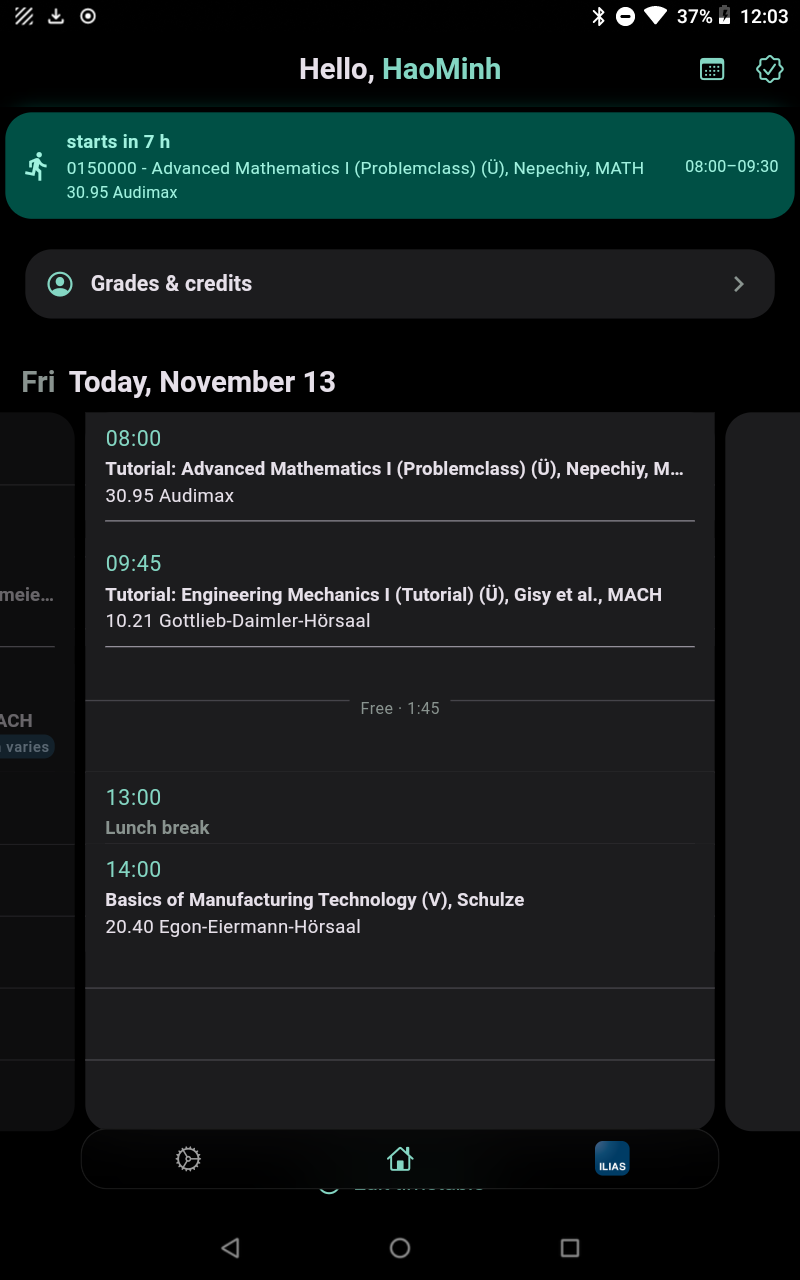 37% 12:03
Hello, HaoMinh
starts in 7 h
0150000 - Advanced Mathematics I (Problemclass) (Ü), Nepechiy, MATH
08:00–09:30
30.95 Audimax
Grades & credits
Fri Today, November 13
08:00
Tutorial: Advanced Mathematics I (Problemclass) (Ü), Nepechiy, M…
30.95 Audimax
09:45
meie…
Tutorial: Engineering Mechanics I (Tutorial) (Ü), Gisy et al., MACH
10.21 Gottlieb-Daimler-Hörsaal
Free · 1:45
ACH
varies
13:00
Lunch break
14:00
Basics of Manufacturing Technology (V), Schulze
20.40 Egon-Eiermann-Hörsaal
ILIAS